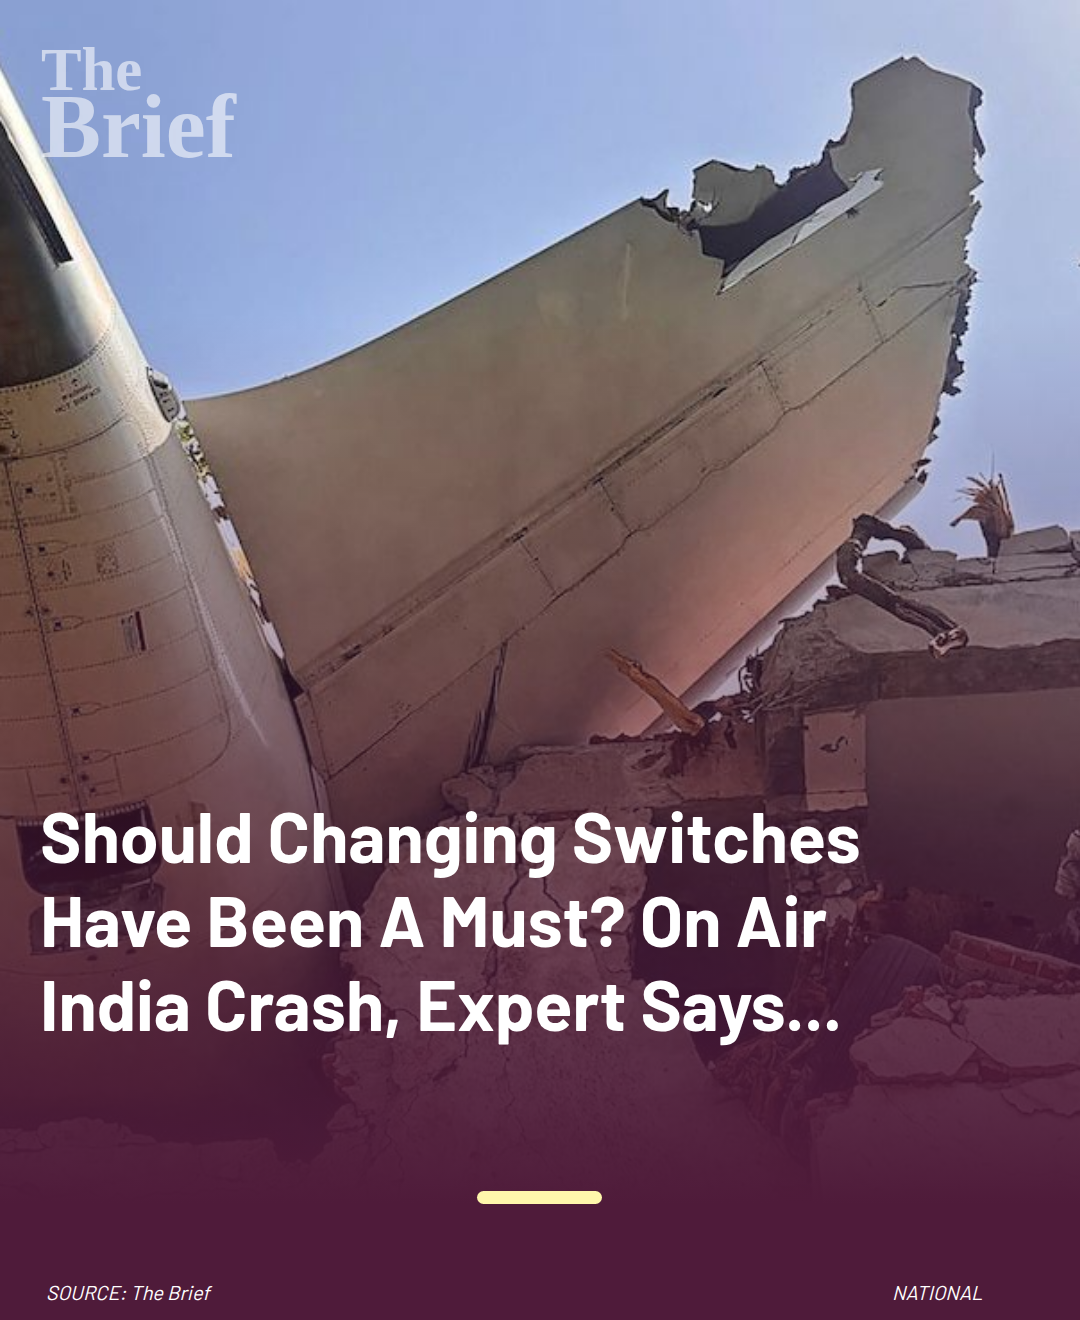 The
Brief
Should Changing Switches
Have Been A Must? On Air
India Crash, Expert Says...
SOURCE: The Brief
NATIONAL